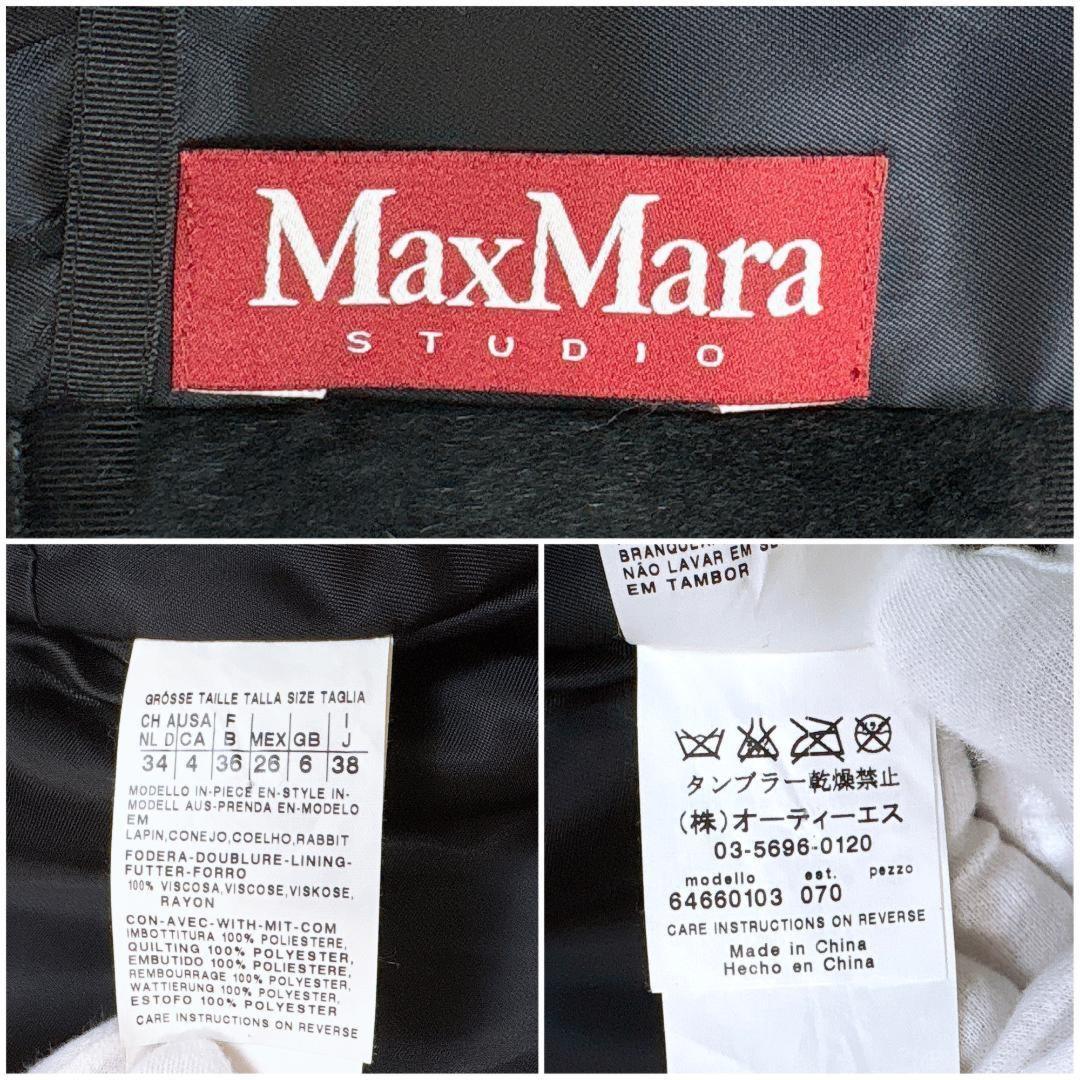 MaxMara
STUDIO
GRÖSSE TAILLE TALLA SIZE TAGLIA
CH A USA F I
NL D CA B MEX GB J
34 4 36 26 6 38
MODELLO IN-PIECE EN-STYLE IN-
MODELL AUS-PRENDA EN-MODELO
EM
LAPIN,CONEJO,COELHO,RABBIT
FODERA-DOUBLURE-LINING-
FUTTER-FORRO
100% VISCOSA,VISCOSE,VISKOSE,
RAYON
CON-AVEC-WITH-MIT-COM
IMBOTTITURA 100% POLIESTERE,
QUILTING 100% POLYESTER,
EMBUTIDO 100% POLIESTERE,
REMBOURRAGE 100% POLYESTER,
WATTIERUNG 100% POLYESTER,
ESTOFO 100% POLYESTER
CARE INSTRUCTIONS ON REVERSE
NÃO LAVAR EM
EM TAMBOR
タンブラー乾燥禁止
(株)オーティーエス
03-5696-0120
modello est. pezzo
64660103 070
CARE INSTRUCTIONS ON REVERSE
Made in China
Hecho en China